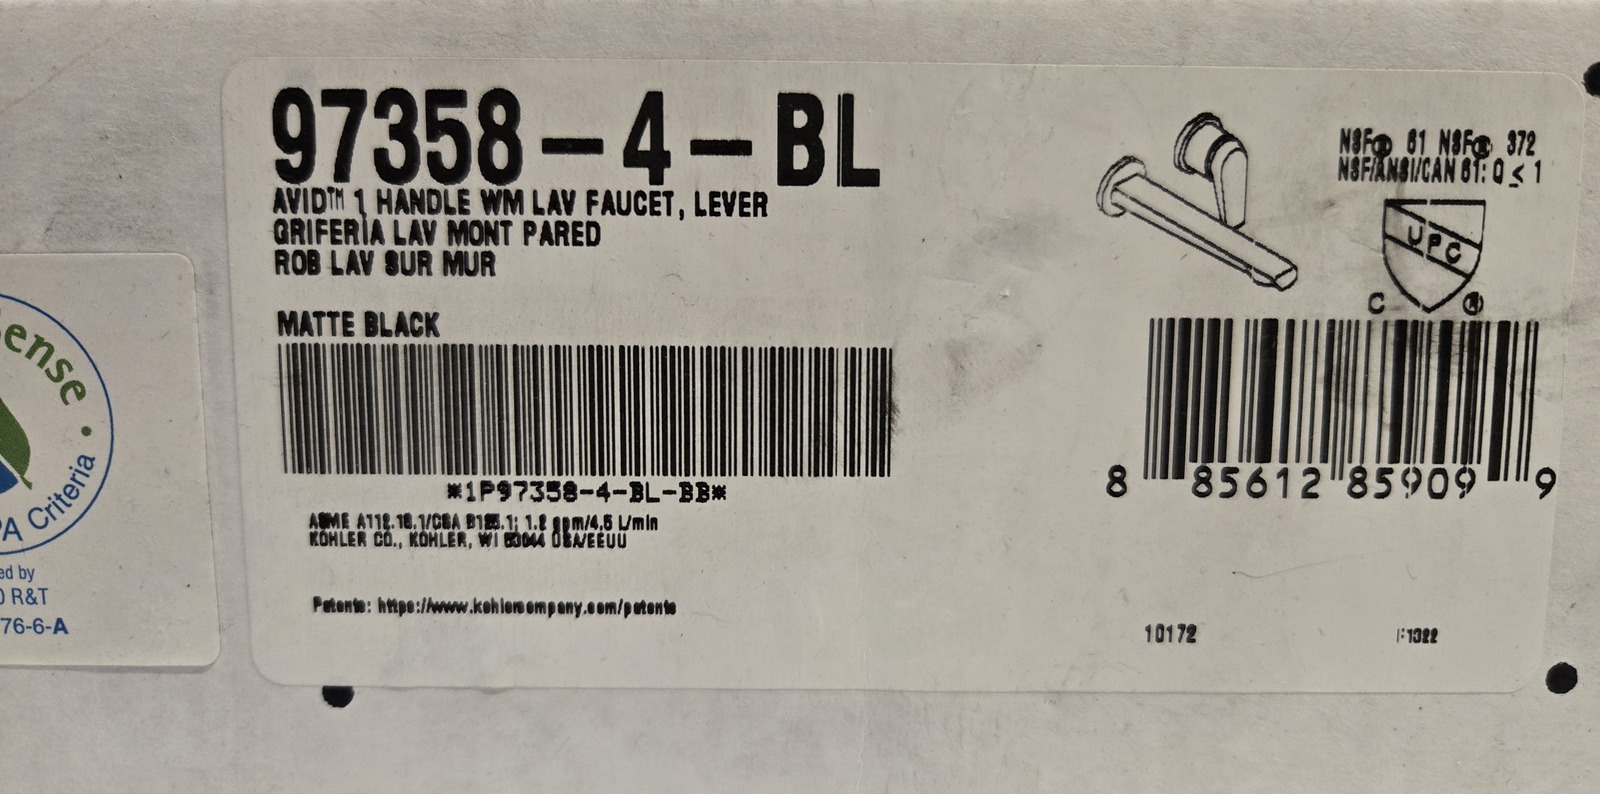 97358-4-BL
AVID™ 1 HANDLE WM LAV FAUCET, LEVER
GRIFERÍA LAV MONT PARED
ROB LAV SUR MUR
MATTE BLACK
*1P97358-4-BL-BB*
ASME A112.18.1/CSA B125.1; 1.2 gpm/4.5 L/min
KOHLER CO., KOHLER, WI 53044 USA/EEUU
Patents: https://www.kohlercompany.com/patents
NSF® 61 NSF® 372
NSF/ANSI/CAN 61: Q ≤ 1
UPC
C ®
8 85612 85909 9
10172
ense
PA Criteria
ed by
R&T
76-6-A